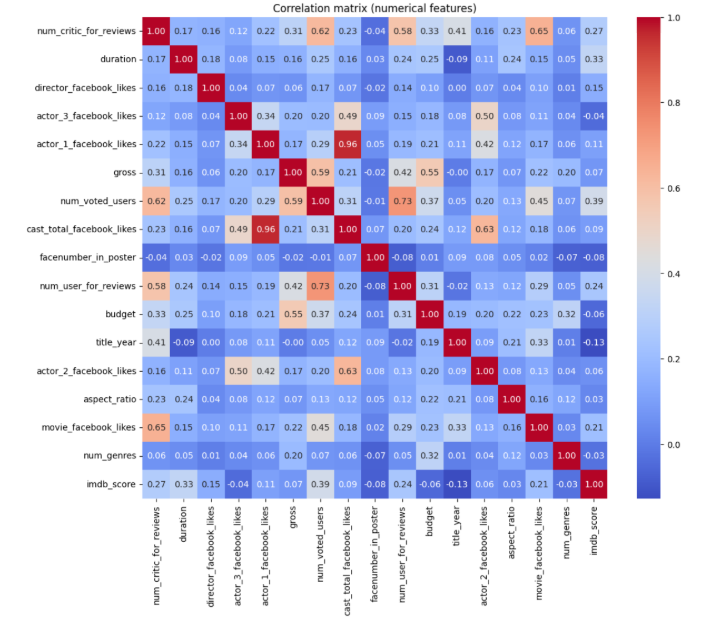 Correlation matrix (numerical features)
num_critic_for_reviews 1.00 0.17 0.16 0.12 0.22 0.31 0.62 0.23 -0.04 0.58 0.33 0.41 0.16 0.23 0.65 0.06 0.27
duration 0.17 1.00 0.18 0.08 0.15 0.16 0.25 0.16 0.03 0.24 0.25 -0.09 0.11 0.24 0.15 0.05 0.33
director_facebook_likes 0.16 0.18 1.00 0.04 0.07 0.06 0.17 0.07 -0.02 0.14 0.10 0.00 0.07 0.04 0.10 0.01 0.15
actor_3_facebook_likes 0.12 0.08 0.04 1.00 0.34 0.20 0.20 0.49 0.09 0.15 0.18 0.08 0.50 0.08 0.11 0.04 -0.04
actor_1_facebook_likes 0.22 0.15 0.07 0.34 1.00 0.17 0.29 0.96 0.05 0.19 0.21 0.11 0.42 0.12 0.17 0.06 0.11
gross 0.31 0.16 0.06 0.20 0.17 1.00 0.59 0.21 -0.02 0.42 0.55 -0.00 0.17 0.07 0.22 0.20 0.07
num_voted_users 0.62 0.25 0.17 0.20 0.29 0.59 1.00 0.31 -0.01 0.73 0.37 0.05 0.20 0.13 0.45 0.07 0.39
cast_total_facebook_likes 0.23 0.16 0.07 0.49 0.96 0.21 0.31 1.00 0.07 0.20 0.24 0.12 0.63 0.12 0.18 0.06 0.09
facenumber_in_poster -0.04 0.03 -0.02 0.09 0.05 -0.02 -0.01 0.07 1.00 -0.08 0.01 0.09 0.08 0.05 0.02 -0.07 -0.08
num_user_for_reviews 0.58 0.24 0.14 0.15 0.19 0.42 0.73 0.20 -0.08 1.00 0.31 -0.02 0.13 0.12 0.29 0.05 0.24
budget 0.33 0.25 0.10 0.18 0.21 0.55 0.37 0.24 0.01 0.31 1.00 0.19 0.20 0.22 0.23 0.32 -0.06
title_year 0.41 -0.09 0.00 0.08 0.11 -0.00 0.05 0.12 0.09 -0.02 0.19 1.00 0.09 0.21 0.33 0.01 -0.13
actor_2_facebook_likes 0.16 0.11 0.07 0.50 0.42 0.17 0.20 0.63 0.08 0.13 0.20 0.09 1.00 0.08 0.13 0.04 0.06
aspect_ratio 0.23 0.24 0.04 0.08 0.12 0.07 0.13 0.12 0.05 0.12 0.22 0.21 0.08 1.00 0.16 0.12 0.03
movie_facebook_likes 0.65 0.15 0.10 0.11 0.17 0.22 0.45 0.18 0.02 0.29 0.23 0.33 0.13 0.16 1.00 0.03 0.21
num_genres 0.06 0.05 0.01 0.04 0.06 0.20 0.07 0.06 -0.07 0.05 0.32 0.01 0.04 0.12 0.03 1.00 -0.03
imdb_score 0.27 0.33 0.15 -0.04 0.11 0.07 0.39 0.09 -0.08 0.24 -0.06 -0.13 0.06 0.03 0.21 -0.03 1.00
num_critic_for_reviews
duration
director_facebook_likes
actor_3_facebook_likes
actor_1_facebook_likes
gross
num_voted_users
cast_total_facebook_likes
facenumber_in_poster
num_user_for_reviews
budget
title_year
actor_2_facebook_likes
aspect_ratio
movie_facebook_likes
num_genres
imdb_score
1.0
0.8
0.6
0.4
0.2
0.0